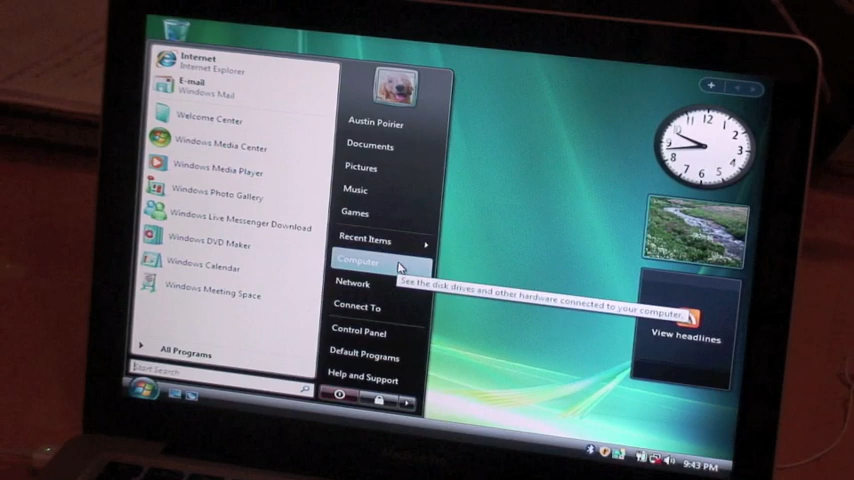 Internet
Internet Explorer
E-mail
Windows Mail
Welcome Center
Windows Media Center
Windows Media Player
Windows Photo Gallery
Windows Live Messenger Download
Windows DVD Maker
Windows Calendar
Windows Meeting Space
All Programs
Start Search
Austin Poirier
Documents
Pictures
Music
Games
Recent Items
Computer
See the disk drives and other hardware connected to your computer.
Network
Connect To
Control Panel
Default Programs
Help and Support
12
11
1
10
2
9
3
8
4
7
6
5
View headlines
9:43 PM